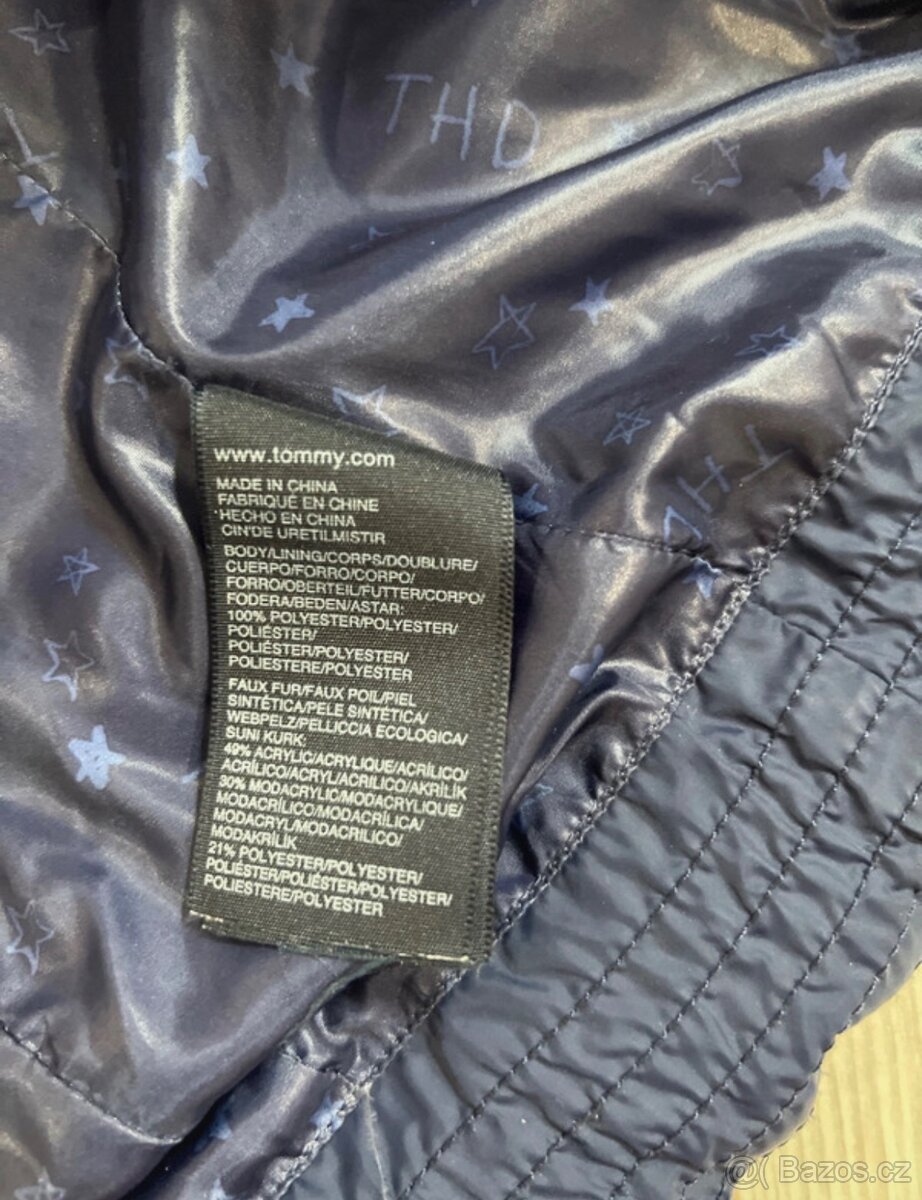 THD
THD
www.tommy.com
MADE IN CHINA
FABRIQUÉ EN CHINE
HECHO EN CHINA
CIN'DE URETILMISTIR
BODY/LINING/CORPS/DOUBLURE/
CUERPO/FORRO/CORPO/
FORRO/OBERTEIL/FUTTER/CORPO/
FODERA/BEDEN/ASTAR:
100% POLYESTER/POLYESTER/
POLIÉSTER/
POLIÉSTER/POLYESTER/
POLIESTERE/POLYESTER
FAUX FUR/FAUX POIL/PIEL
SINTÉTICA/PELE SINTÉTICA/
WEBPELZ/PELLICCIA ECOLOGICA/
SUNI KURK:
49% ACRYLIC/ACRYLIQUE/ACRÍLICO/
ACRÍLICO/ACRYL/ACRILICO/AKRİLİK
30% MODACRYLIC/MODACRYLIQUE/
MODACRÍLICO/MODACRÍLICA/
MODACRYL/MODACRILICO/
MODAKRİLİK
21% POLYESTER/POLYESTER/
POLIÉSTER/POLIÉSTER/POLYESTER/
POLIESTERE/POLYESTER
Bazos.cz